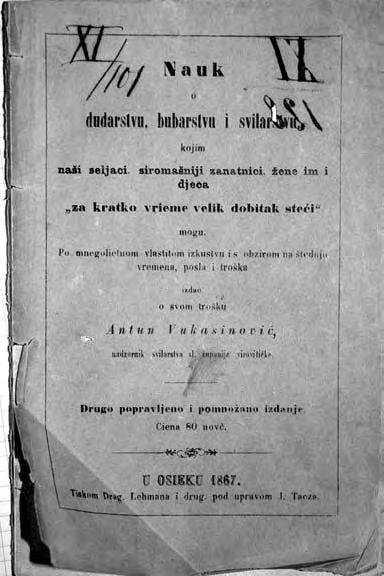 XI/101
IZ
Nauk
o
dudarstvu, bubarstvu i svilarstvu,
kojim
naši seljaci, siromašniji zanatnici, žene im i
djeca
„za kratko vrieme velik dobitak steći“
mogu.
Po mnegolietnom vlastitom izkustvu i s obzirom na štednju
vremena, posla i troška
izdao
o svom trošku
Antun Vukasinović,
nadzornik svilarstva sl. županije virovitičke.
Drugo popravljeno i pomnožano izdanje.
Ciena 80 novč.
U OSIEKU 1867.
Tiskom Drag. Lehmana i drug. pod upravom J. Tacza.